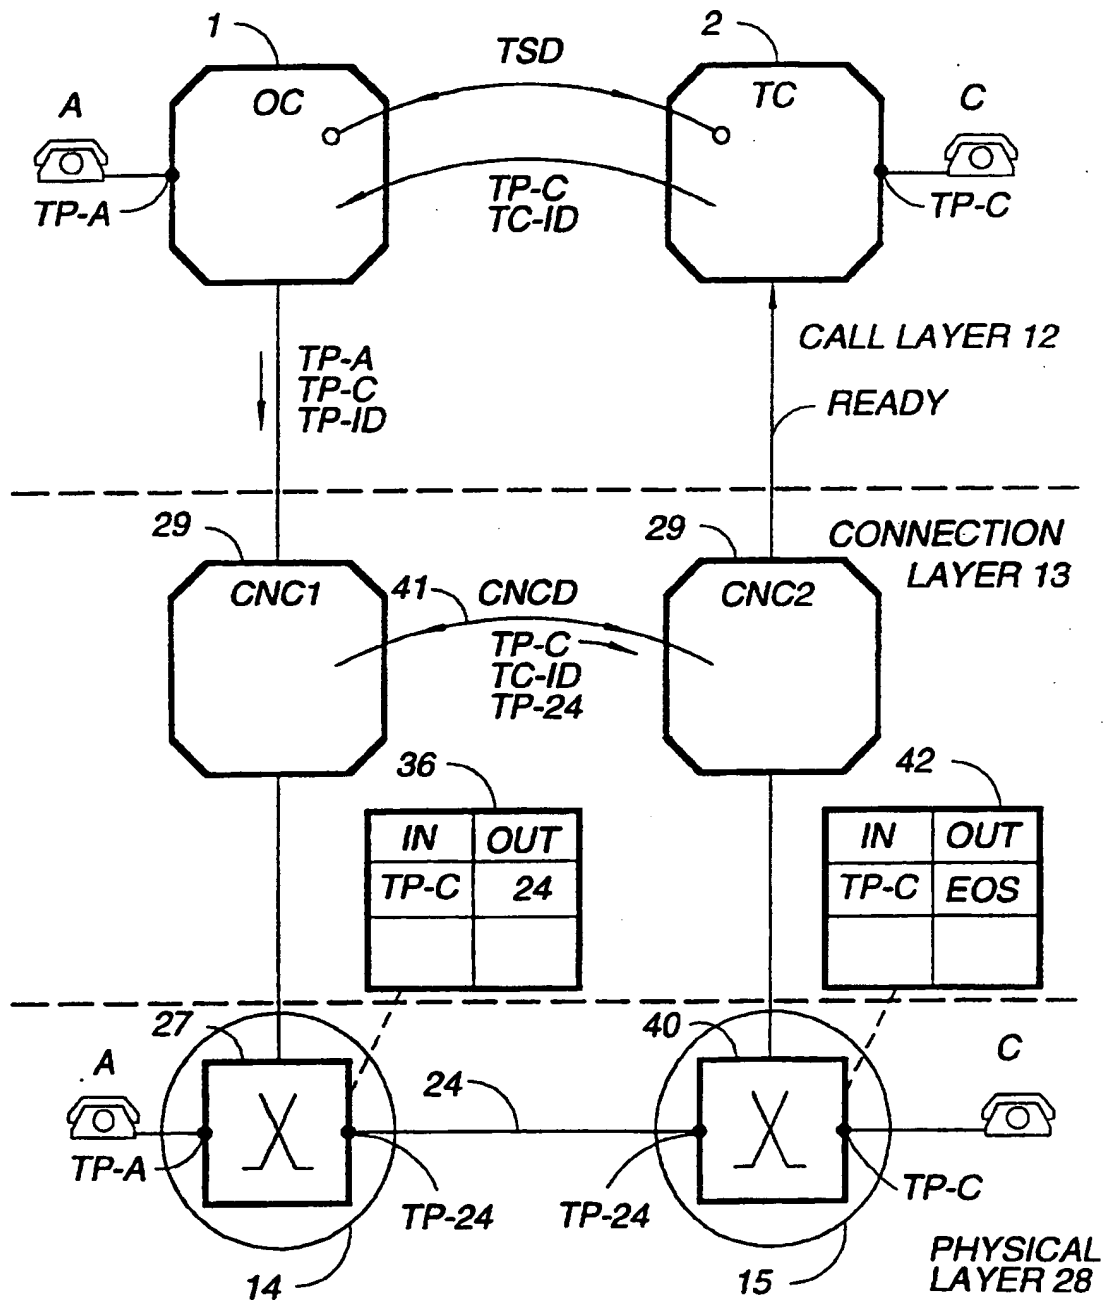 1
2
TSD
A
OC
TC
C
TP-A
TP-C
TC-ID
TP-C
TP-A
TP-C
TP-ID
CALL LAYER 12
READY
29
29
CONNECTION
LAYER 13
CNC1
41
CNCD
CNC2
TP-C
TC-ID
TP-24
36
42
IN OUT
TP-C 24
IN OUT
TP-C EOS
27
40
A
C
24
TP-A
TP-24
TP-24
TP-C
14
15
PHYSICAL
LAYER 28